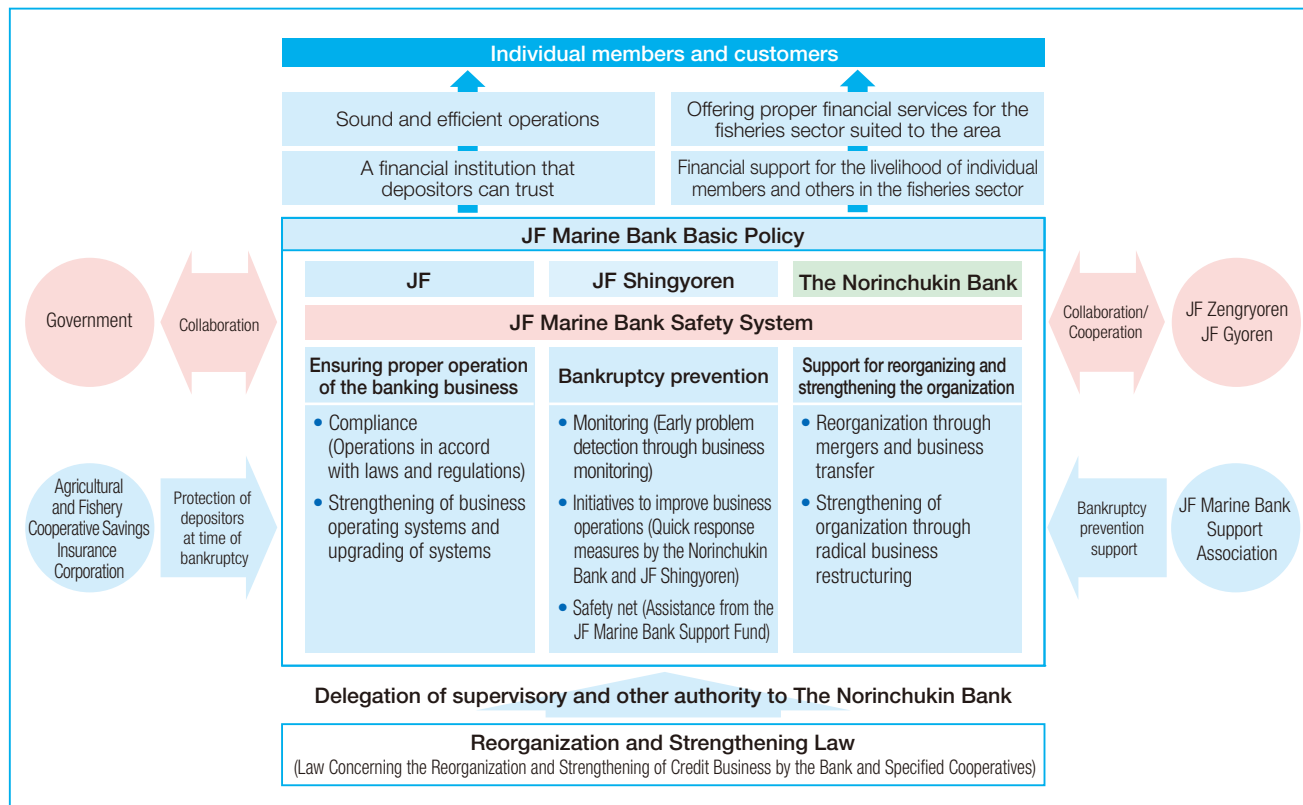 Individual members and customers
Sound and efficient operations
Offering proper financial services for the
fisheries sector suited to the area
A financial institution that
depositors can trust
Financial support for the livelihood of individual
members and others in the fisheries sector
JF Marine Bank Basic Policy
JF
JF Shingyoren
The Norinchukin Bank
JF Marine Bank Safety System
Government
Collaboration
Collaboration/
Cooperation
JF Zengryoren
JF Gyoren
Ensuring proper operation
of the banking business
• Compliance
(Operations in accord
with laws and regulations)
• Strengthening of business
operating systems and
upgrading of systems
Bankruptcy prevention
• Monitoring (Early problem
detection through business
monitoring)
• Initiatives to improve business
operations (Quick response
measures by the Norinchukin
Bank and JF Shingyoren)
• Safety net (Assistance from the
JF Marine Bank Support Fund)
Support for reorganizing and
strengthening the organization
• Reorganization through
mergers and business
transfer
• Strengthening of
organization through
radical business
restructuring
Agricultural
and Fishery
Cooperative Savings
Insurance
Corporation
Protection of
depositors
at time of
bankruptcy
Bankruptcy
prevention
support
JF Marine Bank
Support
Association
Delegation of supervisory and other authority to The Norinchukin Bank
Reorganization and Strengthening Law
(Law Concerning the Reorganization and Strengthening of Credit Business by the Bank and Specified Cooperatives)